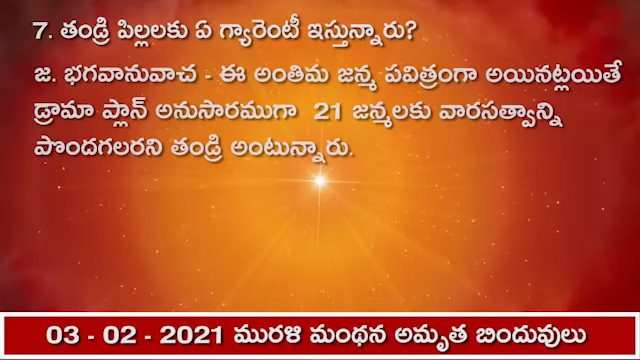 7. తండ్రి పిల్లలకు ఏ గ్యారెంటీ ఇస్తున్నారు?
జ. భగవానువాచ - ఈ అంతిమ జన్మ పవిత్రంగా అయినట్లయితే
డ్రామా ప్లాన్ అనుసారముగా 21 జన్మలకు వారసత్వాన్ని
పొందగలరని తండ్రి అంటున్నారు.
03 - 02 - 2021 మురళి మంథన అమృత బిందువులు